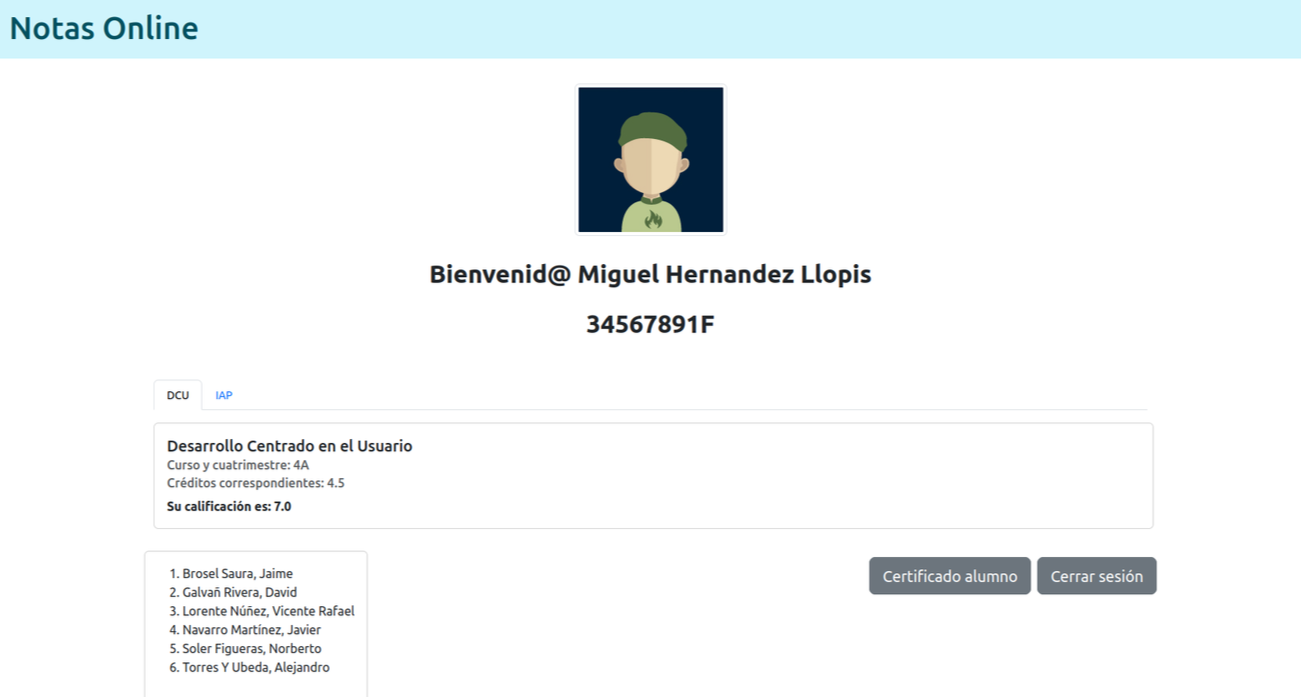 Notas Online
Bienvenid@ Miguel Hernandez Llopis
34567891F
DCU IAP
Desarrollo Centrado en el Usuario
Curso y cuatrimestre: 4A
Créditos correspondientes: 4.5
Su calificación es: 7.0
1. Brosel Saura, Jaime
2. Galvañ Rivera, David
3. Lorente Núñez, Vicente Rafael
4. Navarro Martínez, Javier
5. Soler Figueras, Norberto
6. Torres Y Ubeda, Alejandro
Certificado alumno Cerrar sesión